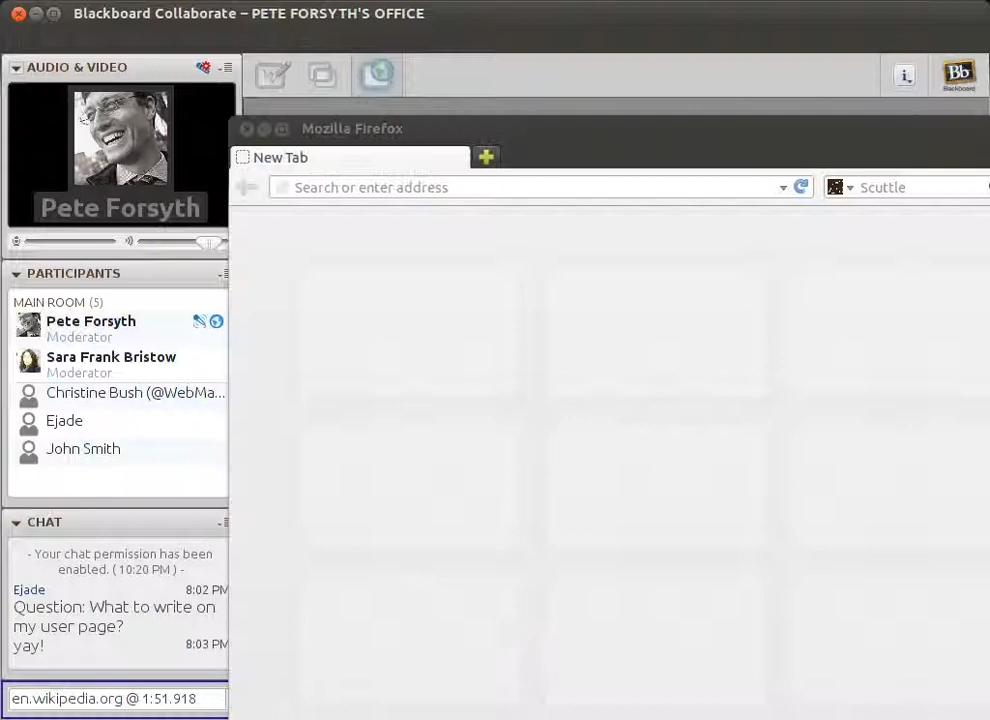 Blackboard Collaborate – PETE FORSYTH'S OFFICE
AUDIO & VIDEO
Pete Forsyth
PARTICIPANTS
MAIN ROOM (5)
Pete Forsyth
Moderator
Sara Frank Bristow
Moderator
Christine Bush (@WebMa...
Ejade
John Smith
CHAT
- Your chat permission has been
enabled. ( 10:20 PM ) -
Ejade 8:02 PM
Question: What to write on
my user page?
yay! 8:03 PM
en.wikipedia.org @ 1:51.918
i
Bb
Blackboard
Mozilla Firefox
New Tab
Search or enter address
Scuttle